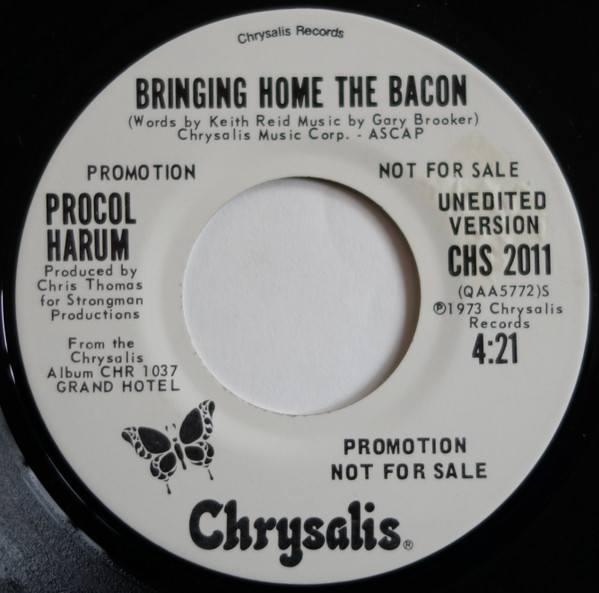 Chrysalis Records
BRINGING HOME THE BACON
(Words by Keith Reid Music by Gary Brooker)
Chrysalis Music Corp. - ASCAP
PROMOTION
NOT FOR SALE
PROCOL
HARUM
Produced by
Chris Thomas
for Strongman
Productions
From the
Chrysalis
Album CHR 1037
GRAND HOTEL
UNEDITED
VERSION
CHS 2011
(QAA5772)S
℗1973 Chrysalis
Records
4:21
PROMOTION
NOT FOR SALE
Chrysalis®